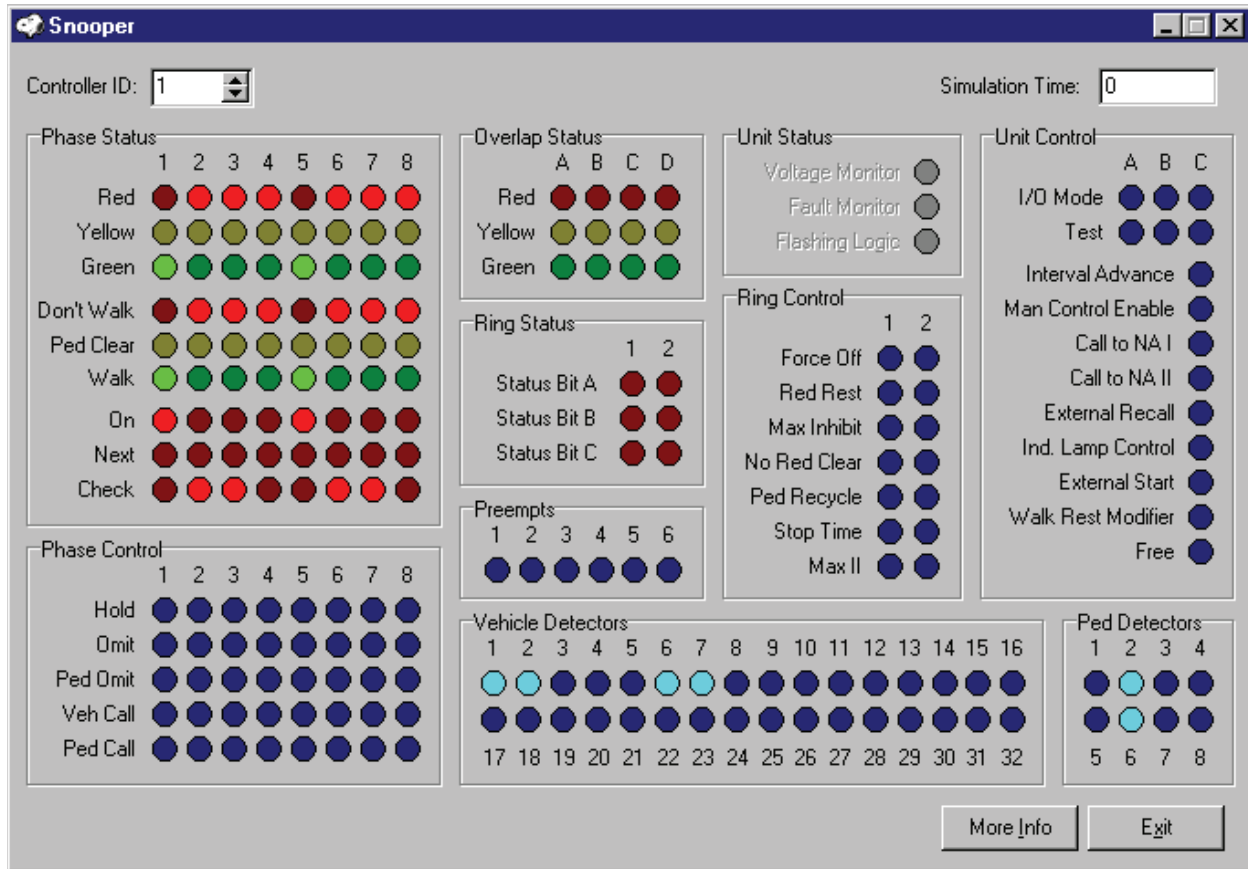 Snooper
Controller ID: 1
Simulation Time: 0
Phase Status
1 2 3 4 5 6 7 8
Red
Yellow
Green
Don't Walk
Ped Clear
Walk
On
Next
Check
Overlap Status
A B C D
Red
Yellow
Green
Ring Status
1 2
Status Bit A
Status Bit B
Status Bit C
Preempts
1 2 3 4 5 6
Unit Status
Voltage Monitor
Fault Monitor
Flashing Logic
Ring Control
1 2
Force Off
Red Rest
Max Inhibit
No Red Clear
Ped Recycle
Stop Time
Max II
Unit Control
A B C
I/O Mode
Test
Interval Advance
Man Control Enable
Call to NA I
Call to NA II
External Recall
Ind. Lamp Control
External Start
Walk Rest Modifier
Free
Phase Control
1 2 3 4 5 6 7 8
Hold
Omit
Ped Omit
Veh Call
Ped Call
Vehicle Detectors
1 2 3 4 5 6 7 8 9 10 11 12 13 14 15 16
17 18 19 20 21 22 23 24 25 26 27 28 29 30 31 32
Ped Detectors
1 2 3 4
5 6 7 8
More Info
Exit